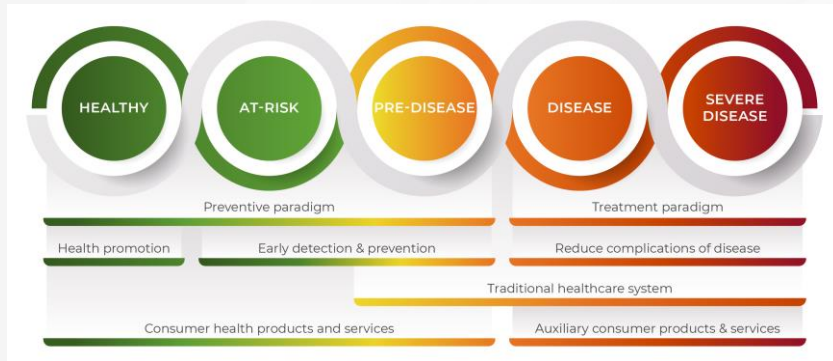 HEALTHY
AT-RISK
PRE-DISEASE
DISEASE
SEVERE
DISEASE
Preventive paradigm
Treatment paradigm
Health promotion
Early detection & prevention
Reduce complications of disease
Traditional healthcare system
Consumer health products and services
Auxiliary consumer products & services